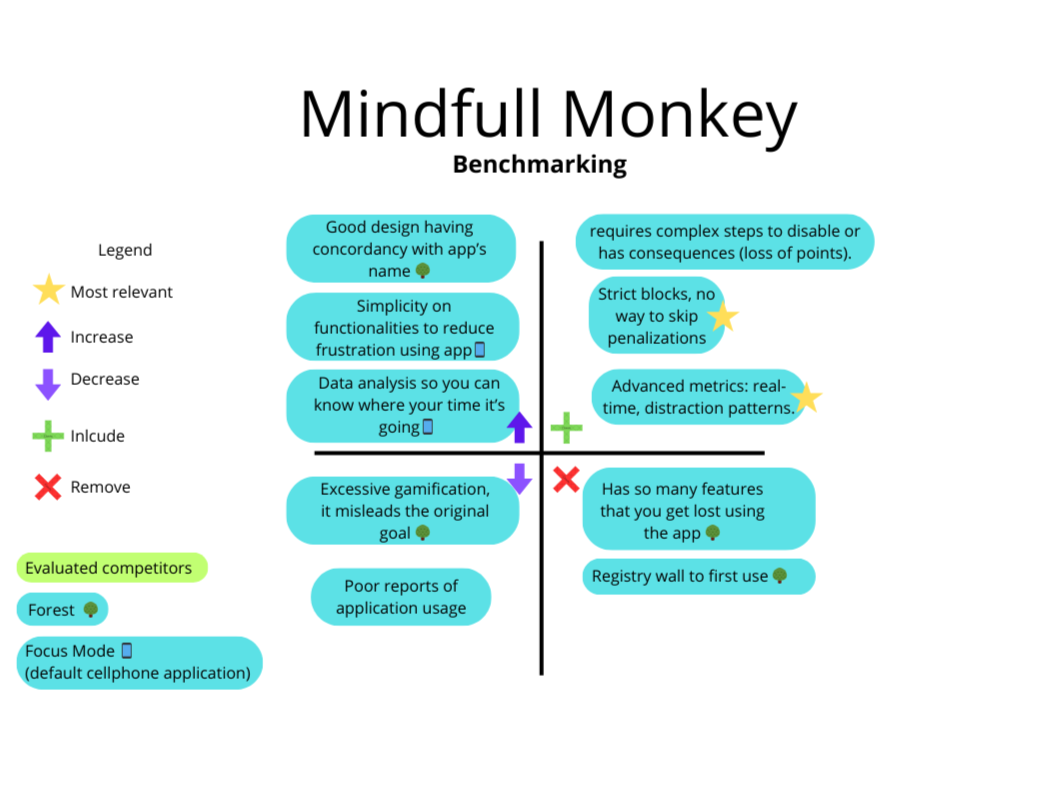 Mindfull Monkey
Benchmarking
Legend
Most relevant
Increase
Decrease
Inlcude
Remove
Evaluated competitors
Forest
Focus Mode
(default cellphone application)
Good design having
concordancy with app's
name
Simplicity on
functionalities to reduce
frustration using app
Data analysis so you can
know where your time it's
going
requires complex steps to disable or
has consequences (loss of points).
Strict blocks, no
way to skip
penalizations
Advanced metrics: real-
time, distraction patterns.
Excessive gamification,
it misleads the original
goal
Poor reports of
application usage
Has so many features
that you get lost using
the app
Registry wall to first use